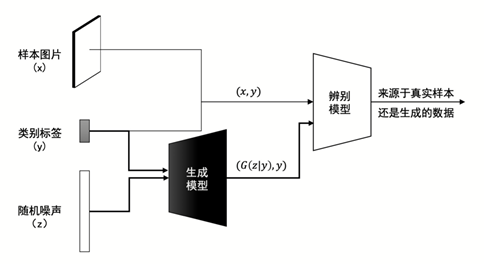 样本图片
(x)
(x, y)
辨别
模型
来源于真实样本
还是生成的数据
类别标签
(y)
生成
模型
(G(z|y), y)
随机噪声
(z)